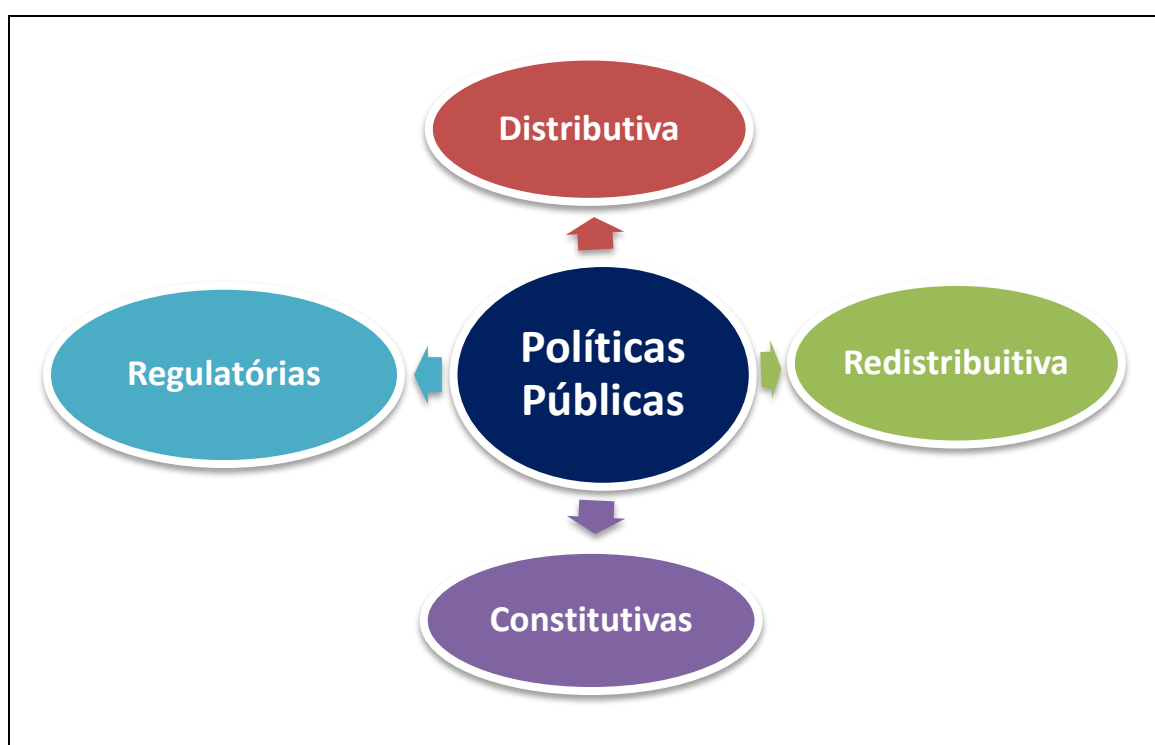 Distributiva
Políticas
Públicas
Regulatórias
Redistribuitiva
Constitutivas